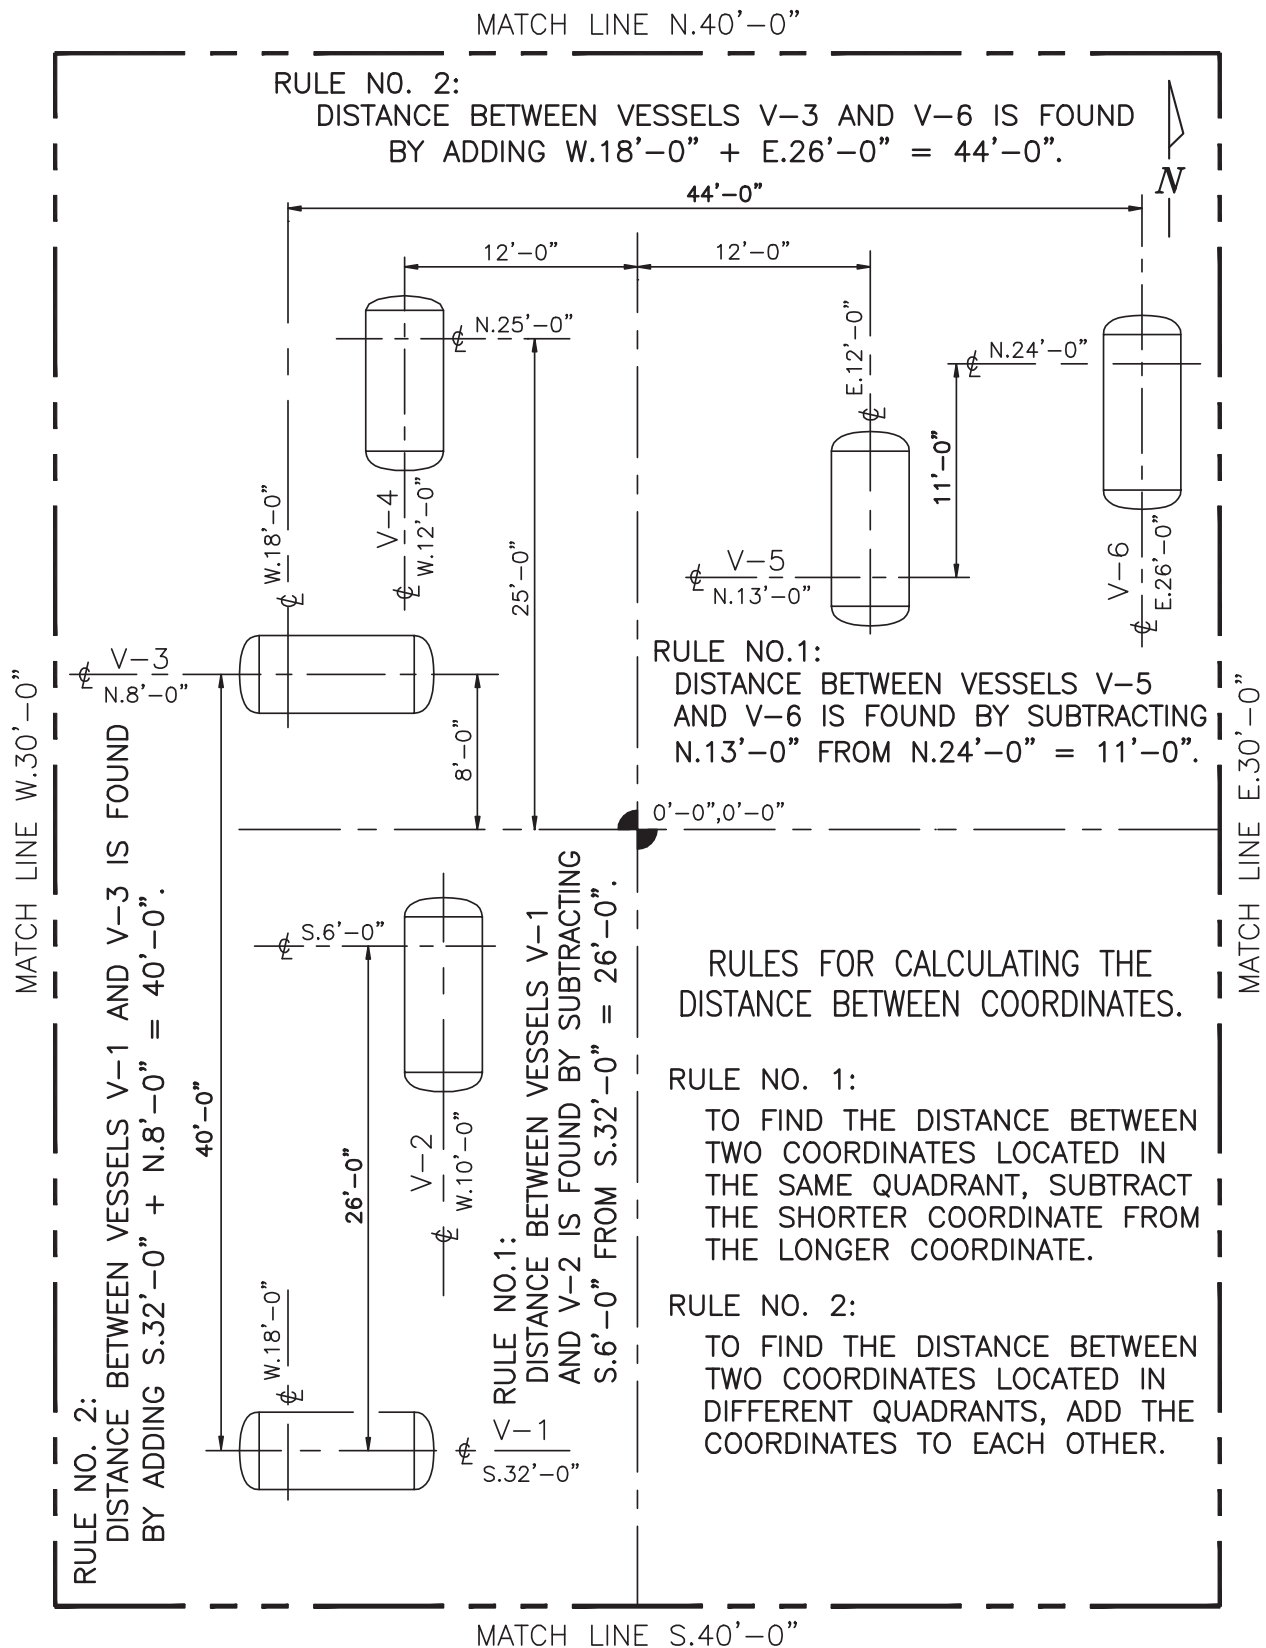 MATCH LINE N.40'-0"
RULE NO. 2:
DISTANCE BETWEEN VESSELS V-3 AND V-6 IS FOUND
BY ADDING W.18'-0" + E.26'-0" = 44'-0".
N
44'-0"
12'-0"
12'-0"
℄ N.25'-0"
E.12'-0" ℄
℄ N.24'-0"
11'-0"
W.18'-0" ℄
V-4
W.12'-0" ℄
25'-0"
℄ V-5
N.13'-0"
V-6
E.26'-0" ℄
℄ V-3
N.8'-0"
8'-0"
RULE NO.1:
DISTANCE BETWEEN VESSELS V-5
AND V-6 IS FOUND BY SUBTRACTING
N.13'-0" FROM N.24'-0" = 11'-0".
MATCH LINE W.30'-0"
MATCH LINE E.30'-0"
0'-0",0'-0"
RULE NO. 2:
DISTANCE BETWEEN VESSELS V-1 AND V-3 IS FOUND
BY ADDING S.32'-0" + N.8'-0" = 40'-0".
40'-0"
℄ S.6'-0"
26'-0"
V-2
℄ W.10'-0"
RULE NO.1:
DISTANCE BETWEEN VESSELS V-1
AND V-2 IS FOUND BY SUBTRACTING
S.6'-0" FROM S.32'-0" = 26'-0".
℄ W.18'-0"
℄ V-1
S.32'-0"
RULES FOR CALCULATING THE
DISTANCE BETWEEN COORDINATES.
RULE NO. 1:
TO FIND THE DISTANCE BETWEEN
TWO COORDINATES LOCATED IN
THE SAME QUADRANT, SUBTRACT
THE SHORTER COORDINATE FROM
THE LONGER COORDINATE.
RULE NO. 2:
TO FIND THE DISTANCE BETWEEN
TWO COORDINATES LOCATED IN
DIFFERENT QUADRANTS, ADD THE
COORDINATES TO EACH OTHER.
MATCH LINE S.40'-0"